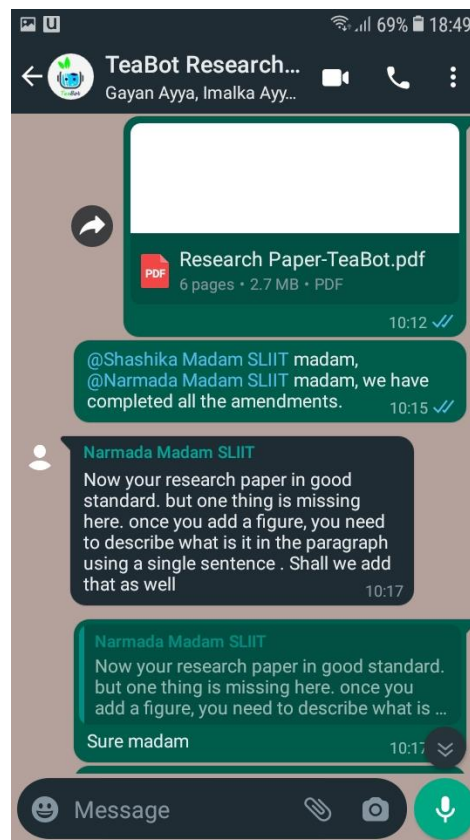 69% 18:49
TeaBot Research...
Gayan Ayya, Imalka Ayy...
PDF
Research Paper-TeaBot.pdf
6 pages • 2.7 MB • PDF
10:12
@Shashika Madam SLIIT madam,
@Narmada Madam SLIIT madam, we have
completed all the amendments.
10:15
Narmada Madam SLIIT
Now your research paper in good
standard. but one thing is missing
here. once you add a figure, you need
to describe what is it in the paragraph
using a single sentence . Shall we add
that as well
10:17
Narmada Madam SLIIT
Now your research paper in good standard.
but one thing is missing here. once you
add a figure, you need to describe what is ...
Sure madam
10:17
Message